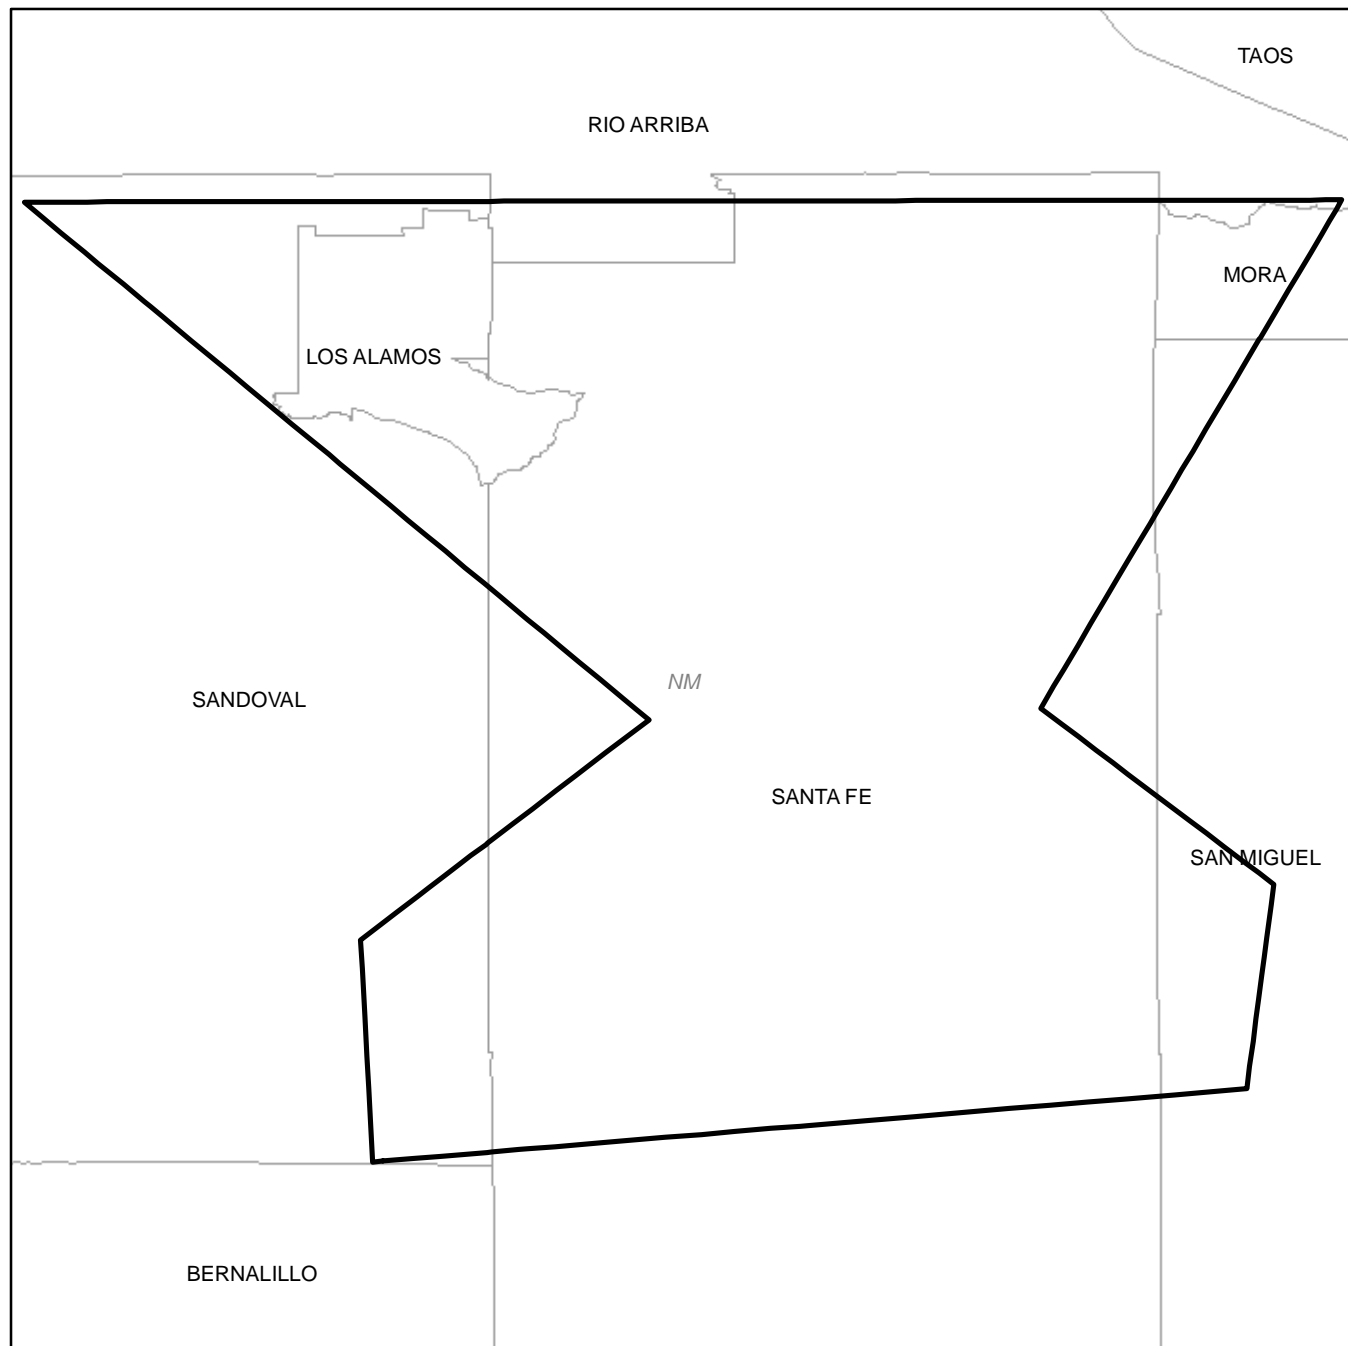 TAOS
RIO ARRIBA
MORA
LOS ALAMOS
NM
SANDOVAL
SANTA FE
SAN MIGUEL
BERNALILLO